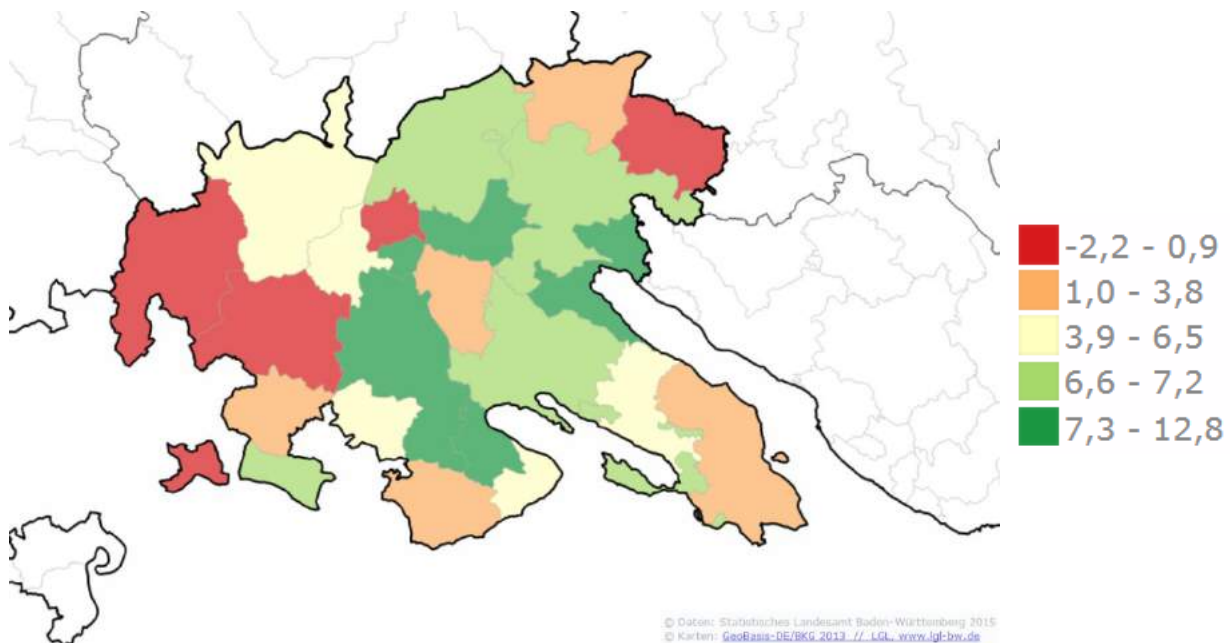 -2,2 - 0,9
1,0 - 3,8
3,9 - 6,5
6,6 - 7,2
7,3 - 12,8
© Daten: Statistisches Landesamt Baden-Württemberg 2015
© Karten: GeoBasis-DE/BKG 2013 // LGL, www.lgl-bw.de